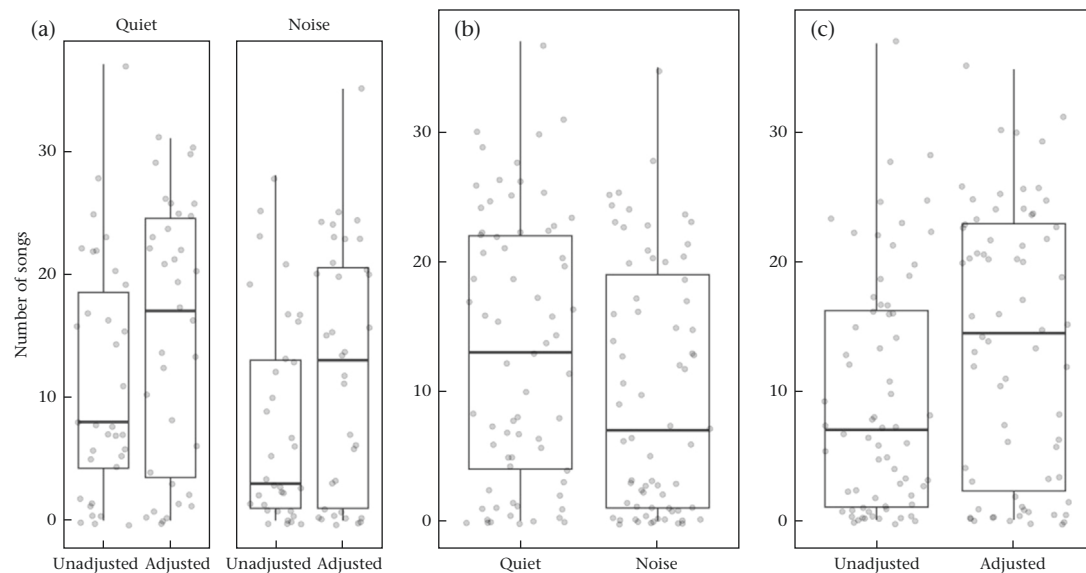 (a) Quiet Noise (b) (c)
Number of songs
30 30 30
20 20 20
10 10 10
0 0 0
Unadjusted Adjusted Unadjusted Adjusted Quiet Noise Unadjusted Adjusted